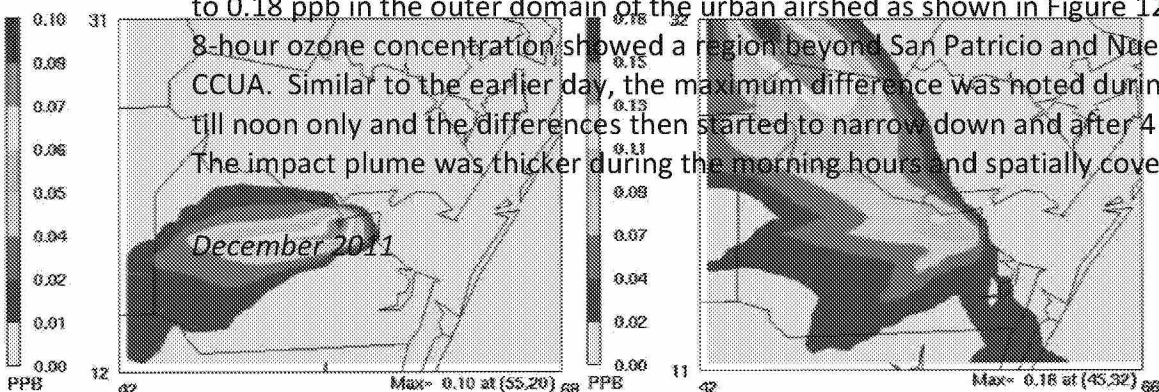 to 0.18 ppb in the outer domain of the urban airshed as shown in Figure 12
8-hour ozone concentration showed a region beyond San Patricio and Nue
CCUA. Similar to the earlier day, the maximum difference was noted durin
till noon only and the differences then started to narrow down and after 4
The impact plume was thicker during the morning hours and spatially cove
December 2011
0.10
0.09
0.07
0.06
0.05
0.04
0.02
0.01
0.00
PPB
31
12
42
68
Max= 0.10 at (55,20)
0.18
0.15
0.13
0.11
0.09
0.07
0.04
0.02
0.00
PPB
32
11
42
Max= 0.18 at (45,32)
68